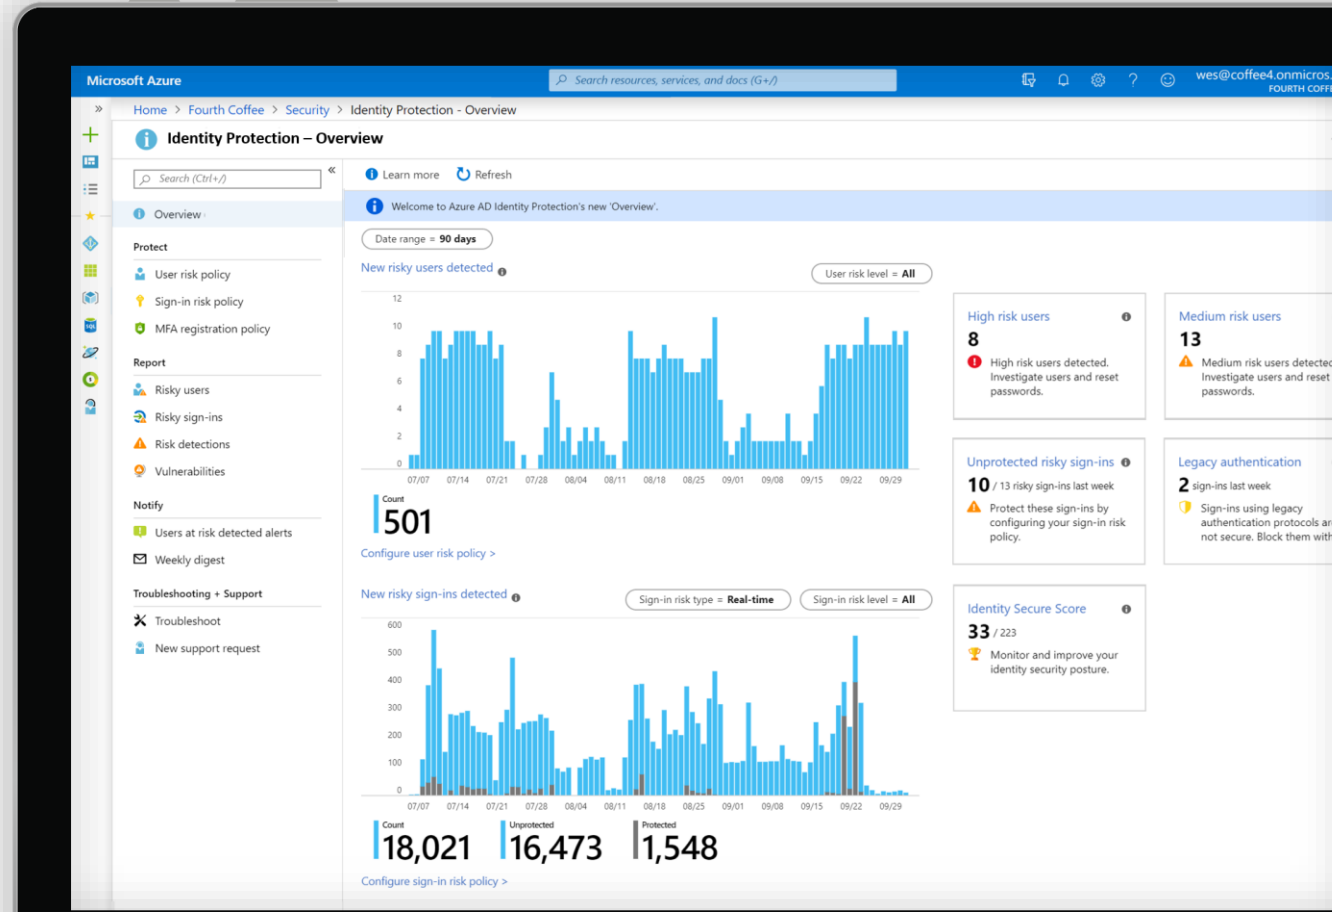 Microsoft Azure
Search resources, services, and docs (G+/)
wes@coffee4.onmicros.
FOURTH COFFE
Home > Fourth Coffee > Security > Identity Protection - Overview
Identity Protection – Overview
Search (Ctrl+/)
Learn more
Refresh
Overview
Welcome to Azure AD Identity Protection's new 'Overview'.
Protect
User risk policy
Sign-in risk policy
MFA registration policy
Report
Risky users
Risky sign-ins
Risk detections
Vulnerabilities
Notify
Users at risk detected alerts
Weekly digest
Troubleshooting + Support
Troubleshoot
New support request
Date range = 90 days
New risky users detected
User risk level = All
12
10
8
6
4
2
0
07/07 07/14 07/21 07/28 08/04 08/11 08/18 08/25 09/01 09/08 09/15 09/22 09/29
Count
501
Configure user risk policy >
New risky sign-ins detected
Sign-in risk type = Real-time
Sign-in risk level = All
600
500
400
300
200
100
0
07/07 07/14 07/21 07/28 08/04 08/11 08/18 08/25 09/01 09/08 09/15 09/22 09/29
Count
18,021
Unprotected
16,473
Protected
1,548
Configure sign-in risk policy >
High risk users
8
High risk users detected.
Investigate users and reset
passwords.
Medium risk users
13
Medium risk users detected
Investigate users and reset
passwords.
Unprotected risky sign-ins
10 / 13 risky sign-ins last week
Protect these sign-ins by
configuring your sign-in risk
policy.
Legacy authentication
2 sign-ins last week
Sign-ins using legacy
authentication protocols ar
not secure. Block them with
Identity Secure Score
33 / 223
Monitor and improve your
identity security posture.